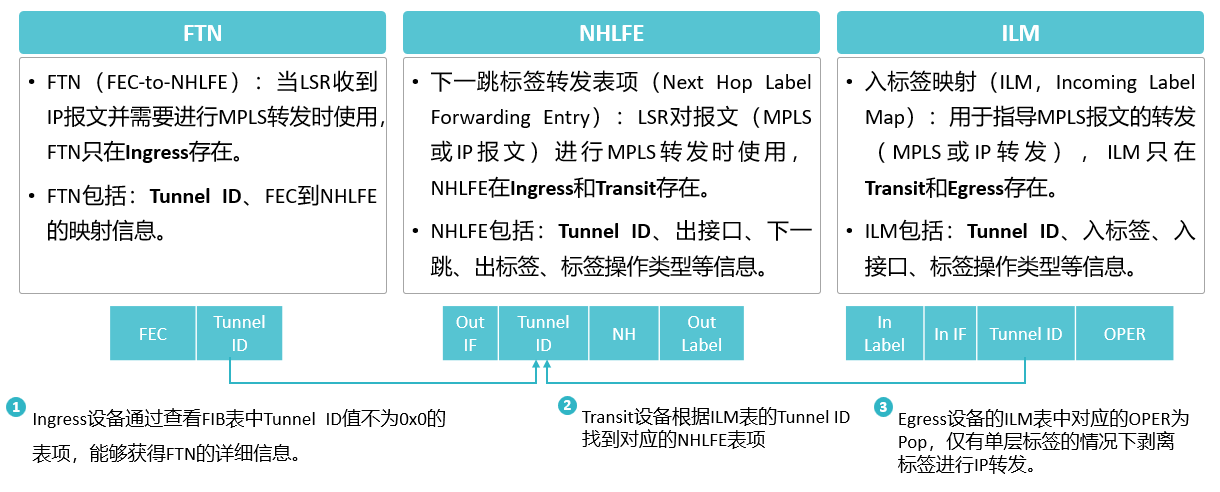 FTN
• FTN（FEC-to-NHLFE）：当LSR收到
IP报文并需要进行MPLS转发时使用，
FTN只在Ingress存在。
• FTN包括：Tunnel ID、FEC到NHLFE
的映射信息。
NHLFE
• 下一跳标签转发表项（Next Hop Label
Forwarding Entry）：LSR对报文（MPLS
或IP报文）进行MPLS转发时使用，
NHLFE在Ingress和Transit存在。
• NHLFE包括：Tunnel ID、出接口、下一
跳、出标签、标签操作类型等信息。
ILM
• 入标签映射（ILM，Incoming Label
Map）：用于指导MPLS报文的转发
（MPLS或IP转发），ILM只在
Transit和Egress存在。
• ILM包括：Tunnel ID、入标签、入
接口、标签操作类型等信息。
FEC
Tunnel
ID
Out
IF
Tunnel
ID
NH
Out
Label
In
Label
In IF
Tunnel ID
OPER
1
Ingress设备通过查看FIB表中Tunnel ID值不为0x0的
表项，能够获得FTN的详细信息。
2
Transit设备根据ILM表的Tunnel ID
找到对应的NHLFE表项
3
Egress设备的ILM表中对应的OPER为
Pop，仅有单层标签的情况下剥离
标签进行IP转发。